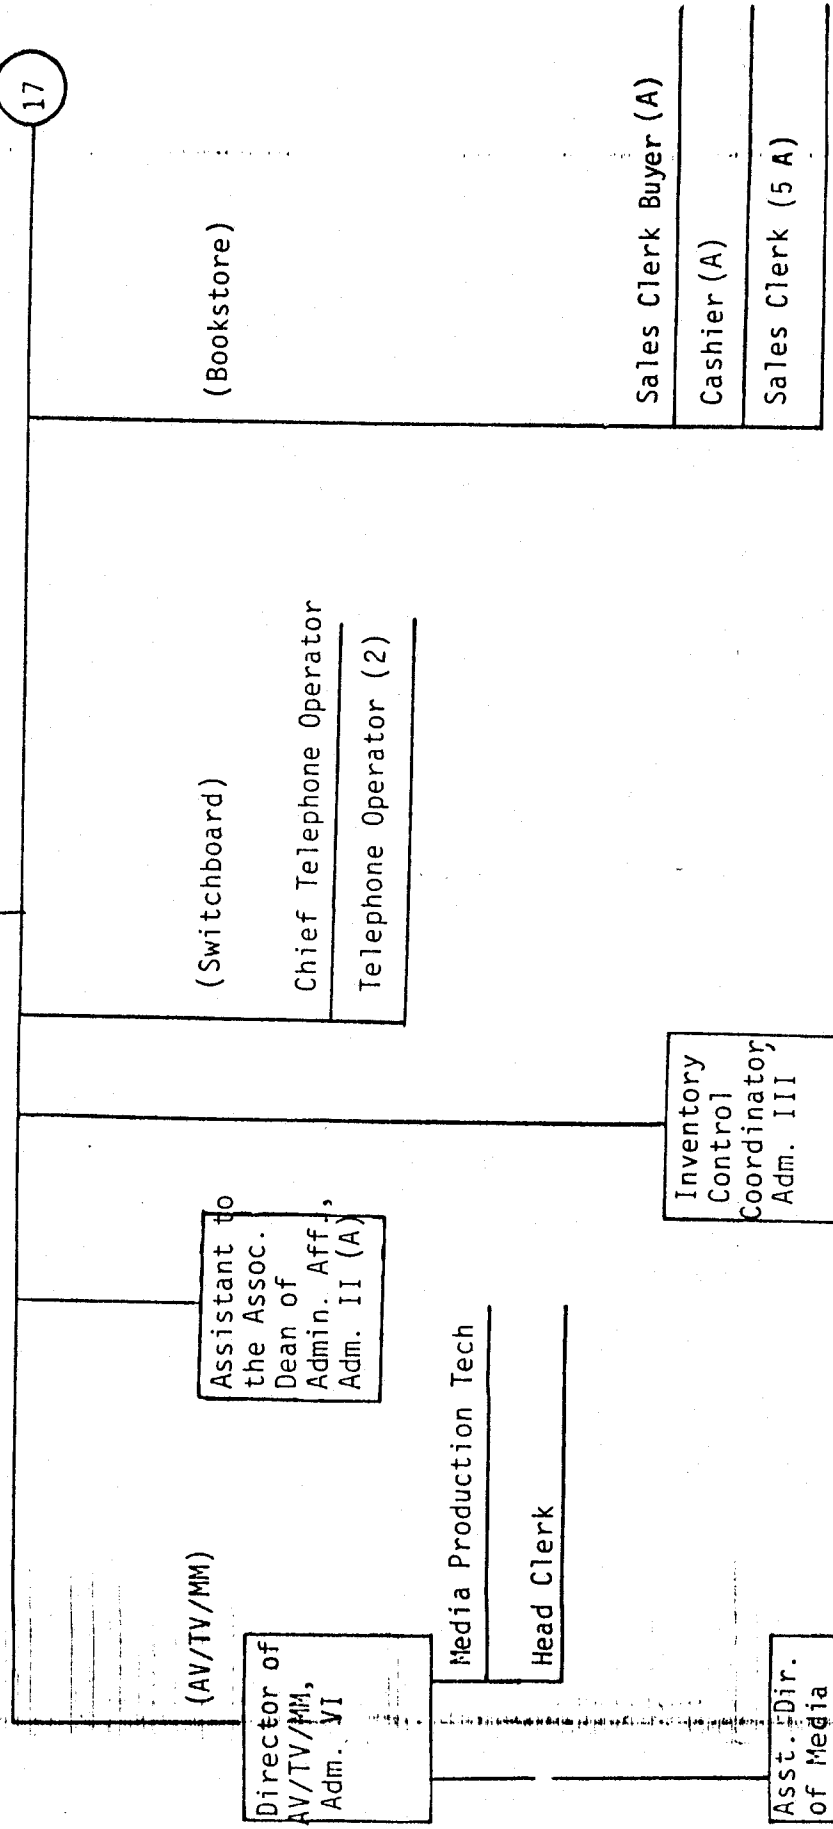 17
(AV/TV/MM)
Director of
AV/TV/MM,
Adm. VI
Media Production Tech
Head Clerk
Asst. Dir.
of Media
Assistant to
the Assoc.
Dean of
Admin. Aff.,
Adm. II (A)
Inventory
Control
Coordinator,
Adm. III
(Switchboard)
Chief Telephone Operator
Telephone Operator (2)
(Bookstore)
Sales Clerk Buyer (A)
Cashier (A)
Sales Clerk (5 A)